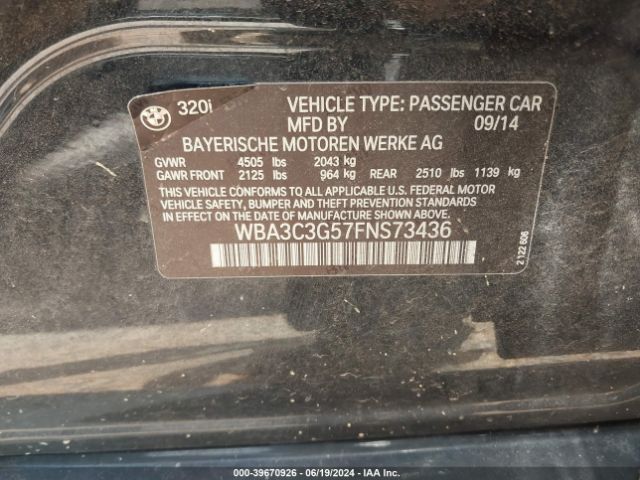 320i VEHICLE TYPE: PASSENGER CAR
MFD BY 09/14
BAYERISCHE MOTOREN WERKE AG
GVWR 4505 lbs 2043 kg
GAWR FRONT 2125 lbs 964 kg REAR 2510 lbs 1139 kg
THIS VEHICLE CONFORMS TO ALL APPLICABLE U.S. FEDERAL MOTOR
VEHICLE SAFETY, BUMPER AND THEFT PREVENTION STANDARDS
IN EFFECT ON THE DATE OF MANUFACTURE SHOWN ABOVE.
WBA3C3G57FNS73436
2 122 606
000-39670926 - 06/19/2024 - IAA Inc.